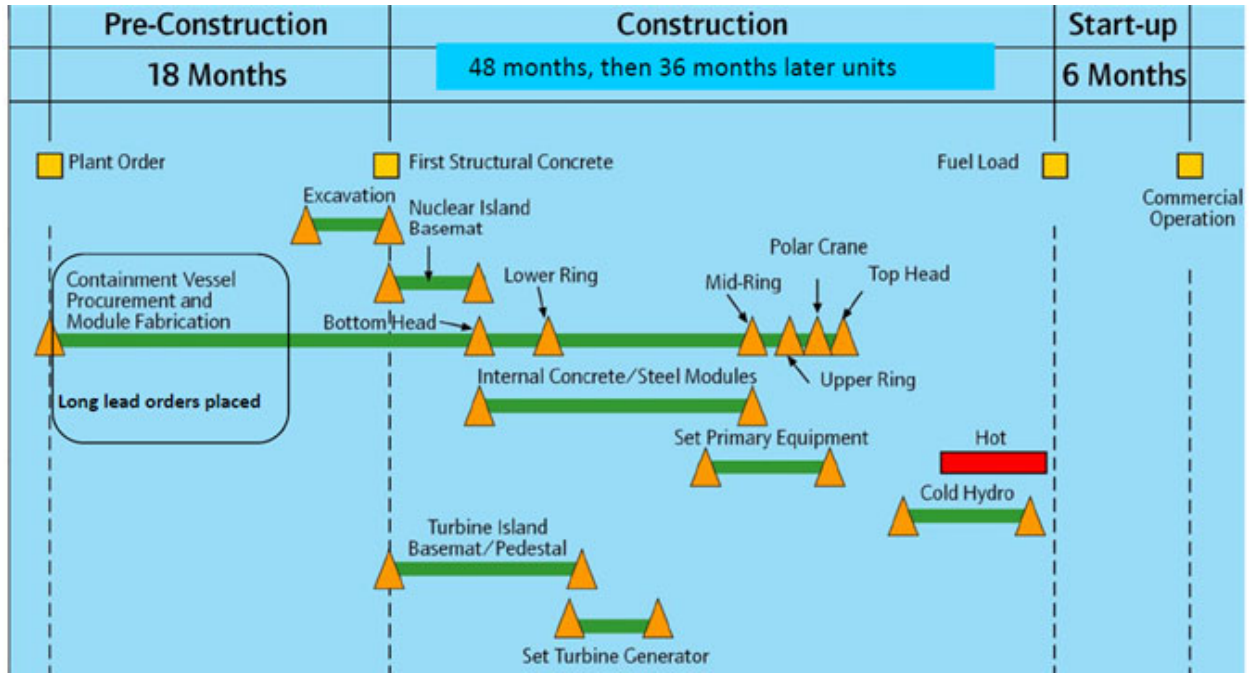 Pre-Construction
Construction
Start-up
18 Months
48 months, then 36 months later units
6 Months
Plant Order
First Structural Concrete
Fuel Load
Commercial
Operation
Excavation
Nuclear Island
Basemat
Polar Crane
Containment Vessel
Procurement and
Module Fabrication
Lower Ring
Mid-Ring
Top Head
Bottom Head
Upper Ring
Long lead orders placed
Internal Concrete/Steel Modules
Set Primary Equipment
Hot
Cold Hydro
Turbine Island
Basemat/Pedestal
Set Turbine Generator